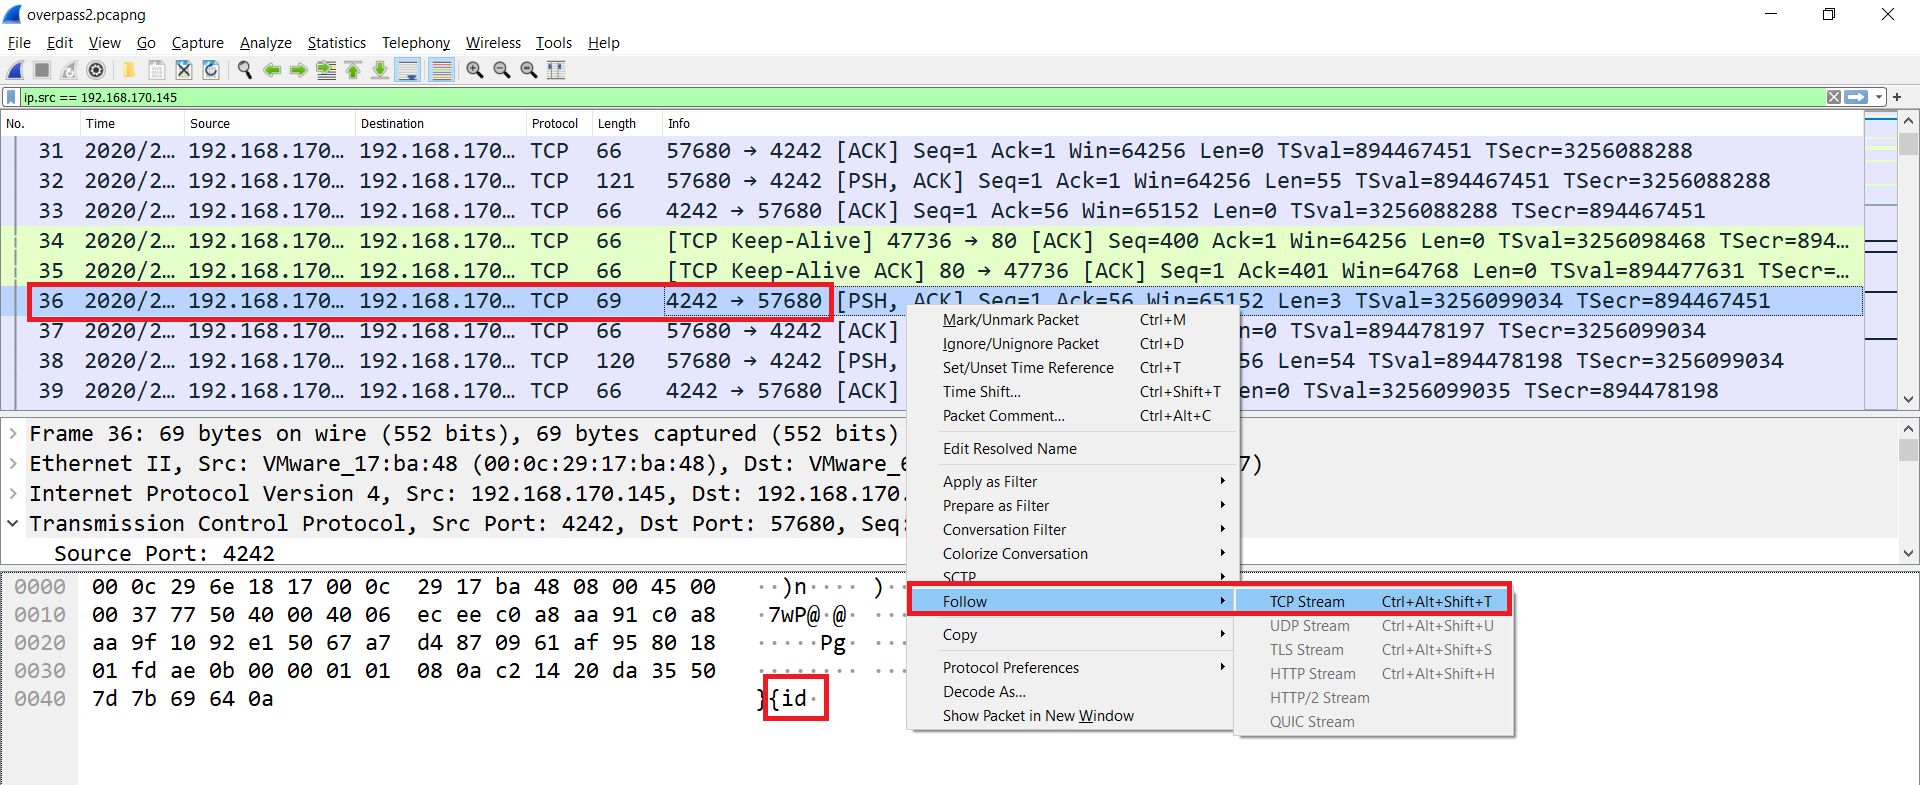 overpass2.pcapng
File Edit View Go Capture Analyze Statistics Telephony Wireless Tools Help
ip.src == 192.168.170.145
No. Time Source Destination Protocol Length Info
31 2020/2… 192.168.170… 192.168.170… TCP 66 57680 → 4242 [ACK] Seq=1 Ack=1 Win=64256 Len=0 TSval=894467451 TSecr=3256088288
32 2020/2… 192.168.170… 192.168.170… TCP 121 57680 → 4242 [PSH, ACK] Seq=1 Ack=1 Win=64256 Len=55 TSval=894467451 TSecr=3256088288
33 2020/2… 192.168.170… 192.168.170… TCP 66 4242 → 57680 [ACK] Seq=1 Ack=56 Win=65152 Len=0 TSval=3256088288 TSecr=894467451
34 2020/2… 192.168.170… 192.168.170… TCP 66 [TCP Keep-Alive] 47736 → 80 [ACK] Seq=400 Ack=1 Win=64256 Len=0 TSval=3256098468 TSecr=894…
35 2020/2… 192.168.170… 192.168.170… TCP 66 [TCP Keep-Alive ACK] 80 → 47736 [ACK] Seq=1 Ack=401 Win=64768 Len=0 TSval=894477631 TSecr=…
36 2020/2… 192.168.170… 192.168.170… TCP 69 4242 → 57680 [PSH, ACK] Seq=1 Ack=56 Win=65152 Len=3 TSval=3256099034 TSecr=894467451
37 2020/2… 192.168.170… 192.168.170… TCP 66 57680 → 4242 [ACK] =0 TSval=894478197 TSecr=3256099034
38 2020/2… 192.168.170… 192.168.170… TCP 120 57680 → 4242 [PSH, 56 Len=54 TSval=894478198 TSecr=3256099034
39 2020/2… 192.168.170… 192.168.170… TCP 66 4242 → 57680 [ACK] en=0 TSval=3256099035 TSecr=894478198
Frame 36: 69 bytes on wire (552 bits), 69 bytes captured (552 bits)
Ethernet II, Src: VMware_17:ba:48 (00:0c:29:17:ba:48), Dst: VMware_6 7)
Internet Protocol Version 4, Src: 192.168.170.145, Dst: 192.168.170.
Transmission Control Protocol, Src Port: 4242, Dst Port: 57680, Seq:
Source Port: 4242
0000 00 0c 29 6e 18 17 00 0c 29 17 ba 48 08 00 45 00 ··)n···· )··
0010 00 37 77 50 40 00 40 06 ec ee c0 a8 aa 91 c0 a8 ·7wP@·@· ···
0020 aa 9f 10 92 e1 50 67 a7 d4 87 09 61 af 95 80 18 ·····Pg· ···
0030 01 fd ae 0b 00 00 01 01 08 0a c2 14 20 da 35 50 ········ ···
0040 7d 7b 69 64 0a }{id·
Mark/Unmark Packet Ctrl+M
Ignore/Unignore Packet Ctrl+D
Set/Unset Time Reference Ctrl+T
Time Shift... Ctrl+Shift+T
Packet Comment... Ctrl+Alt+C
Edit Resolved Name
Apply as Filter
Prepare as Filter
Conversation Filter
Colorize Conversation
SCTP
Follow
Copy
Protocol Preferences
Decode As...
Show Packet in New Window
TCP Stream Ctrl+Alt+Shift+T
UDP Stream Ctrl+Alt+Shift+U
TLS Stream Ctrl+Alt+Shift+S
HTTP Stream Ctrl+Alt+Shift+H
HTTP/2 Stream
QUIC Stream